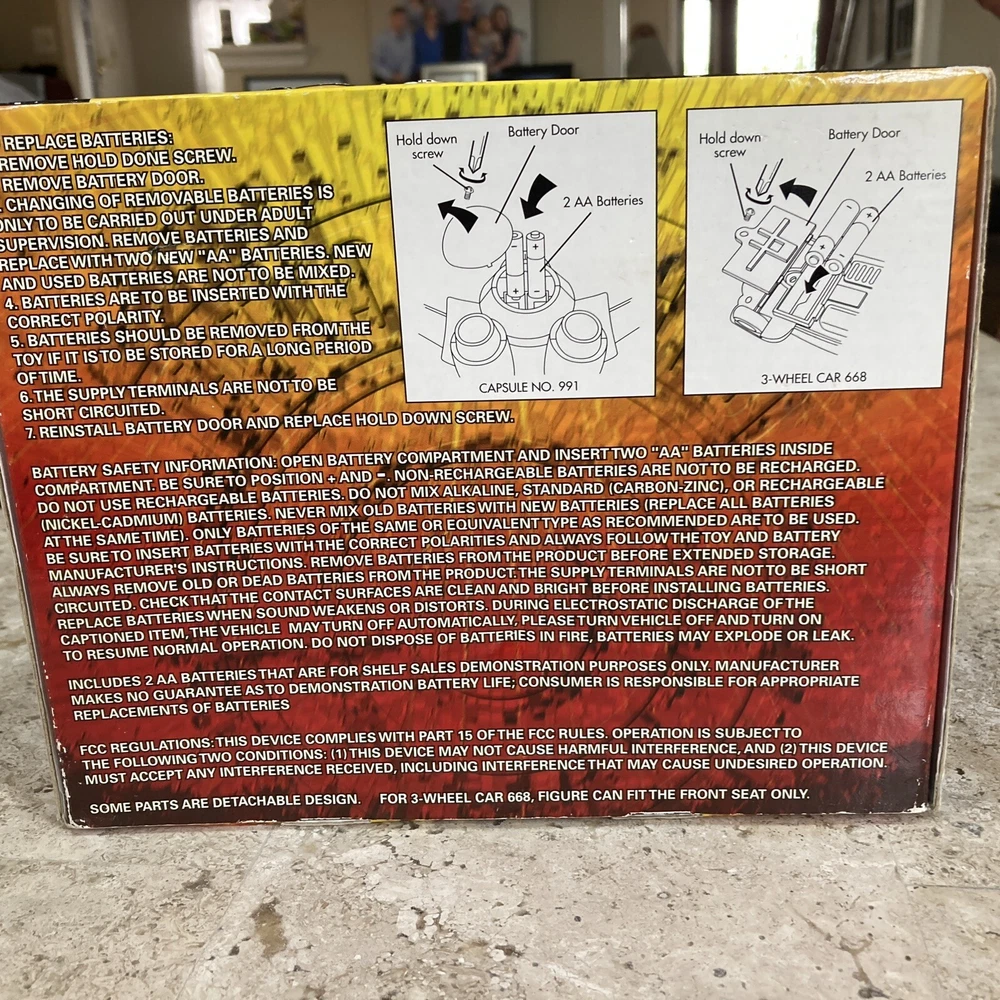 REPLACE BATTERIES:
REMOVE HOLD DONE SCREW.
REMOVE BATTERY DOOR.
. CHANGING OF REMOVABLE BATTERIES IS
ONLY TO BE CARRIED OUT UNDER ADULT
SUPERVISION. REMOVE BATTERIES AND
REPLACE WITH TWO NEW "AA" BATTERIES. NEW
AND USED BATTERIES ARE NOT TO BE MIXED.
4. BATTERIES ARE TO BE INSERTED WITH THE
CORRECT POLARITY.
5. BATTERIES SHOULD BE REMOVED FROM THE
TOY IF IT IS TO BE STORED FOR A LONG PERIOD
OF TIME.
6. THE SUPPLY TERMINALS ARE NOT TO BE
SHORT CIRCUITED.
7. REINSTALL BATTERY DOOR AND REPLACE HOLD DOWN SCREW.
Hold down
screw
Battery Door
2 AA Batteries
CAPSULE NO. 991
Hold down
screw
Battery Door
2 AA Batteries
3-WHEEL CAR 668
BATTERY SAFETY INFORMATION: OPEN BATTERY COMPARTMENT AND INSERT TWO "AA" BATTERIES INSIDE
COMPARTMENT. BE SURE TO POSITION + AND -. NON-RECHARGEABLE BATTERIES ARE NOT TO BE RECHARGED.
DO NOT USE RECHARGEABLE BATTERIES. DO NOT MIX ALKALINE, STANDARD (CARBON-ZINC), OR RECHARGEABLE
(NICKEL-CADMIUM) BATTERIES. NEVER MIX OLD BATTERIES WITH NEW BATTERIES (REPLACE ALL BATTERIES
AT THE SAME TIME). ONLY BATTERIES OF THE SAME OR EQUIVALENT TYPE AS RECOMMENDED ARE TO BE USED.
BE SURE TO INSERT BATTERIES WITH THE CORRECT POLARITIES AND ALWAYS FOLLOW THE TOY AND BATTERY
MANUFACTURER'S INSTRUCTIONS. REMOVE BATTERIES FROM THE PRODUCT BEFORE EXTENDED STORAGE.
ALWAYS REMOVE OLD OR DEAD BATTERIES FROM THE PRODUCT. THE SUPPLY TERMINALS ARE NOT TO BE SHORT
CIRCUITED. CHECK THAT THE CONTACT SURFACES ARE CLEAN AND BRIGHT BEFORE INSTALLING BATTERIES.
REPLACE BATTERIES WHEN SOUND WEAKENS OR DISTORTS. DURING ELECTROSTATIC DISCHARGE OF THE
CAPTIONED ITEM, THE VEHICLE MAY TURN OFF AUTOMATICALLY. PLEASE TURN VEHICLE OFF AND TURN ON
TO RESUME NORMAL OPERATION. DO NOT DISPOSE OF BATTERIES IN FIRE, BATTERIES MAY EXPLODE OR LEAK.
INCLUDES 2 AA BATTERIES THAT ARE FOR SHELF SALES DEMONSTRATION PURPOSES ONLY. MANUFACTURER
MAKES NO GUARANTEE AS TO DEMONSTRATION BATTERY LIFE; CONSUMER IS RESPONSIBLE FOR APPROPRIATE
REPLACEMENTS OF BATTERIES
FCC REGULATIONS: THIS DEVICE COMPLIES WITH PART 15 OF THE FCC RULES. OPERATION IS SUBJECT TO
THE FOLLOWING TWO CONDITIONS: (1) THIS DEVICE MAY NOT CAUSE HARMFUL INTERFERENCE, AND (2) THIS DEVICE
MUST ACCEPT ANY INTERFERENCE RECEIVED, INCLUDING INTERFERENCE THAT MAY CAUSE UNDESIRED OPERATION.
SOME PARTS ARE DETACHABLE DESIGN. FOR 3-WHEEL CAR 668, FIGURE CAN FIT THE FRONT SEAT ONLY.